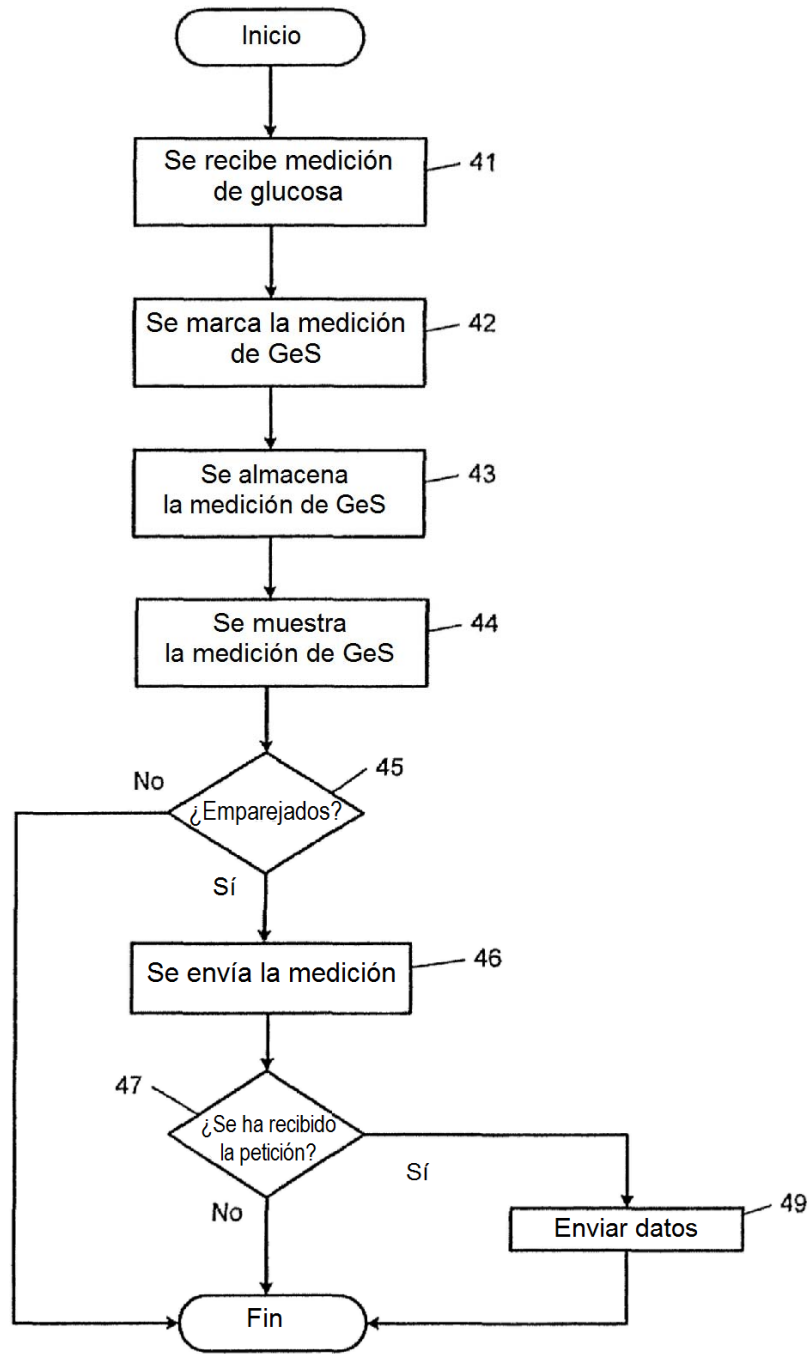 Inicio
Se recibe medición
de glucosa
41
Se marca la medición
de GeS
42
Se almacena
la medición de GeS
43
Se muestra
la medición de GeS
44
No
45
¿Emparejados?
Sí
Se envía la medición
46
47
¿Se ha recibido
la petición?
Sí
No
49
Enviar datos
Fin